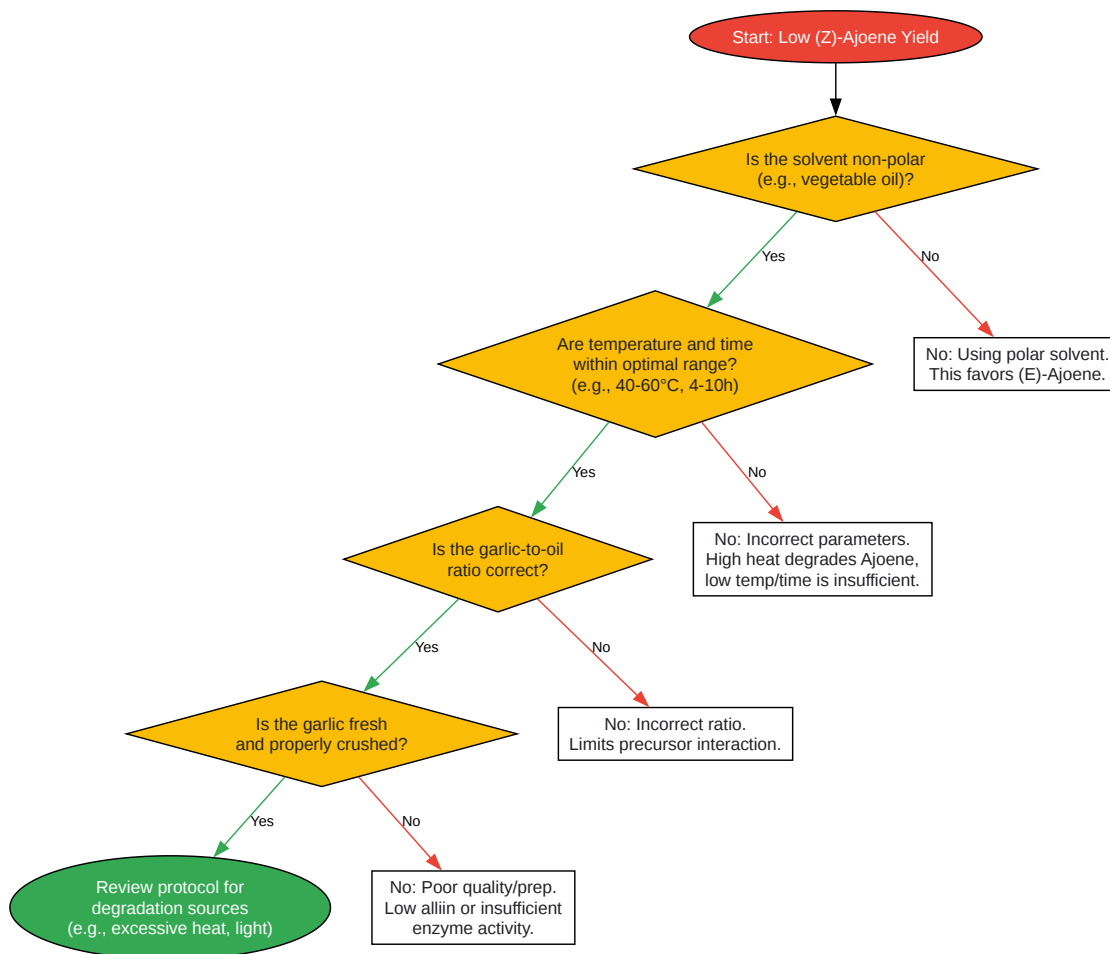 Start: Low (Z)-Ajoene Yield
Is the solvent non-polar
(e.g., vegetable oil)?
Yes
No
Are temperature and time
within optimal range?
(e.g., 40-60°C, 4-10h)
No: Using polar solvent.
This favors (E)-Ajoene.
Yes
No
Is the garlic-to-oil
ratio correct?
No: Incorrect parameters.
High heat degrades Ajoene,
low temp/time is insufficient.
Yes
No
Is the garlic fresh
and properly crushed?
No: Incorrect ratio.
Limits precursor interaction.
Yes
No
Review protocol for
degradation sources
(e.g., excessive heat, light)
No: Poor quality/prep.
Low alliin or insufficient
enzyme activity.